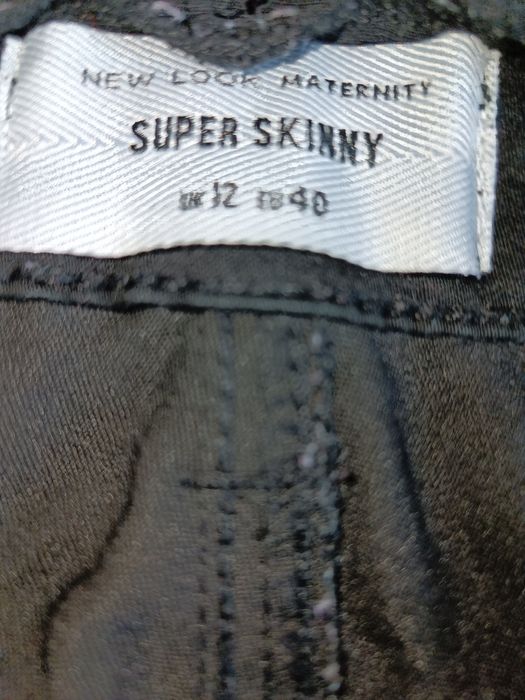 NEW LOOK MATERNITY
SUPER SKINNY
UK 12 EU 40